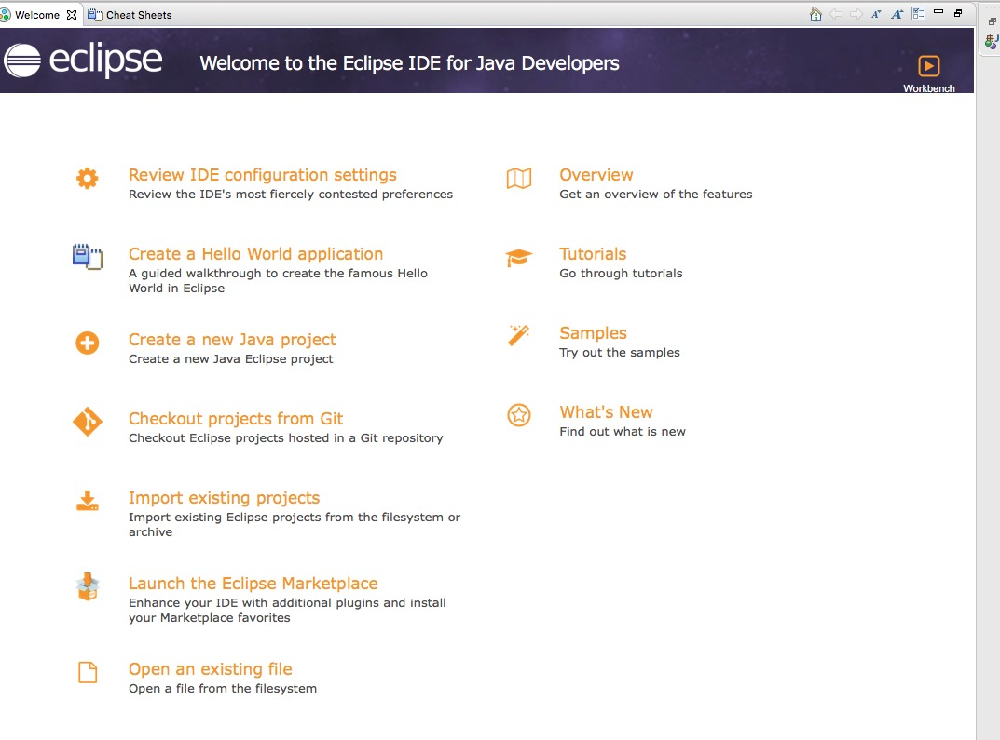 Welcome
Cheat Sheets
eclipse
Welcome to the Eclipse IDE for Java Developers
Workbench
Review IDE configuration settings
Review the IDE's most fiercely contested preferences
Create a Hello World application
A guided walkthrough to create the famous Hello
World in Eclipse
Create a new Java project
Create a new Java Eclipse project
Checkout projects from Git
Checkout Eclipse projects hosted in a Git repository
Import existing projects
Import existing Eclipse projects from the filesystem or
archive
Launch the Eclipse Marketplace
Enhance your IDE with additional plugins and install
your Marketplace favorites
Open an existing file
Open a file from the filesystem
Overview
Get an overview of the features
Tutorials
Go through tutorials
Samples
Try out the samples
What's New
Find out what is new